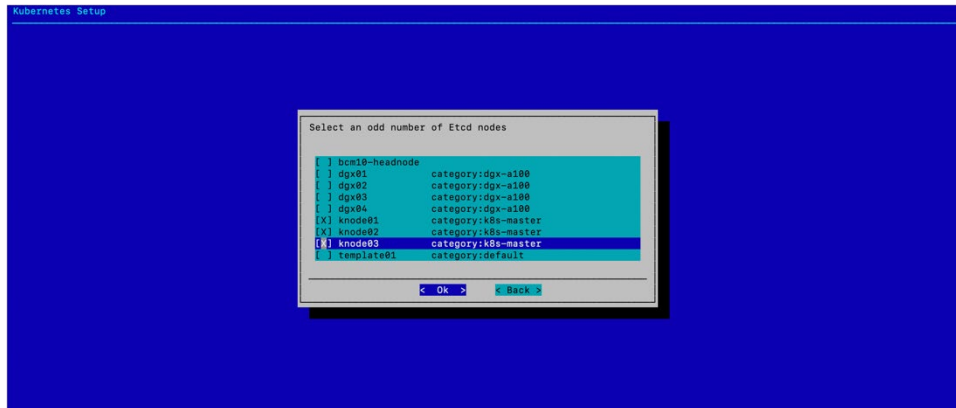 Kubernetes Setup
Select an odd number of Etcd nodes
[ ] bcm10-headnode
[ ] dgx01 category:dgx-a100
[ ] dgx02 category:dgx-a100
[ ] dgx03 category:dgx-a100
[ ] dgx04 category:dgx-a100
[X] knode01 category:k8s-master
[X] knode02 category:k8s-master
[X] knode03 category:k8s-master
[ ] template01 category:default
< Ok > < Back >